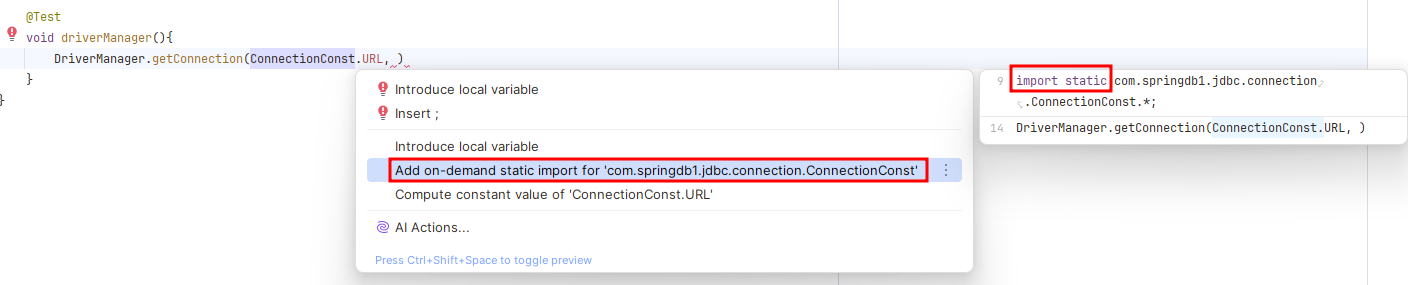 @Test
void driverManager(){
DriverManager.getConnection(ConnectionConst.URL, )
}
}
Introduce local variable
Insert ;
Introduce local variable
Add on-demand static import for 'com.springdb1.jdbc.connection.ConnectionConst'
Compute constant value of 'ConnectionConst.URL'
AI Actions...
Press Ctrl+Shift+Space to toggle preview
9 import static com.springdb1.jdbc.connection
.ConnectionConst.*;
14 DriverManager.getConnection(ConnectionConst.URL, )